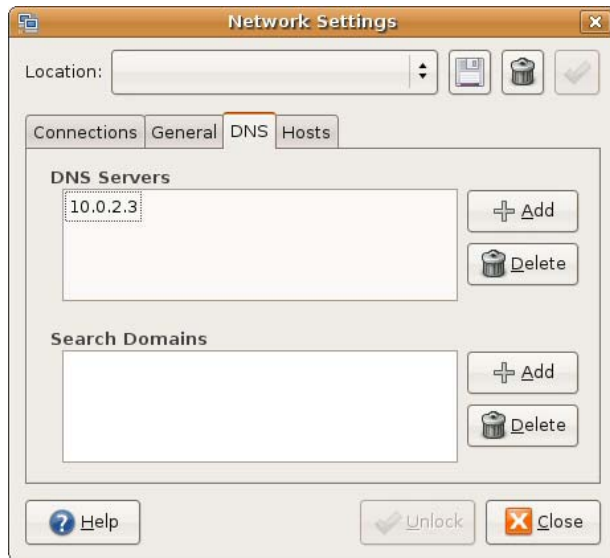 Network Settings
Location:
Connections General DNS Hosts
DNS Servers
10.0.2.3
Add
Delete
Search Domains
Add
Delete
Help
Unlock
Close